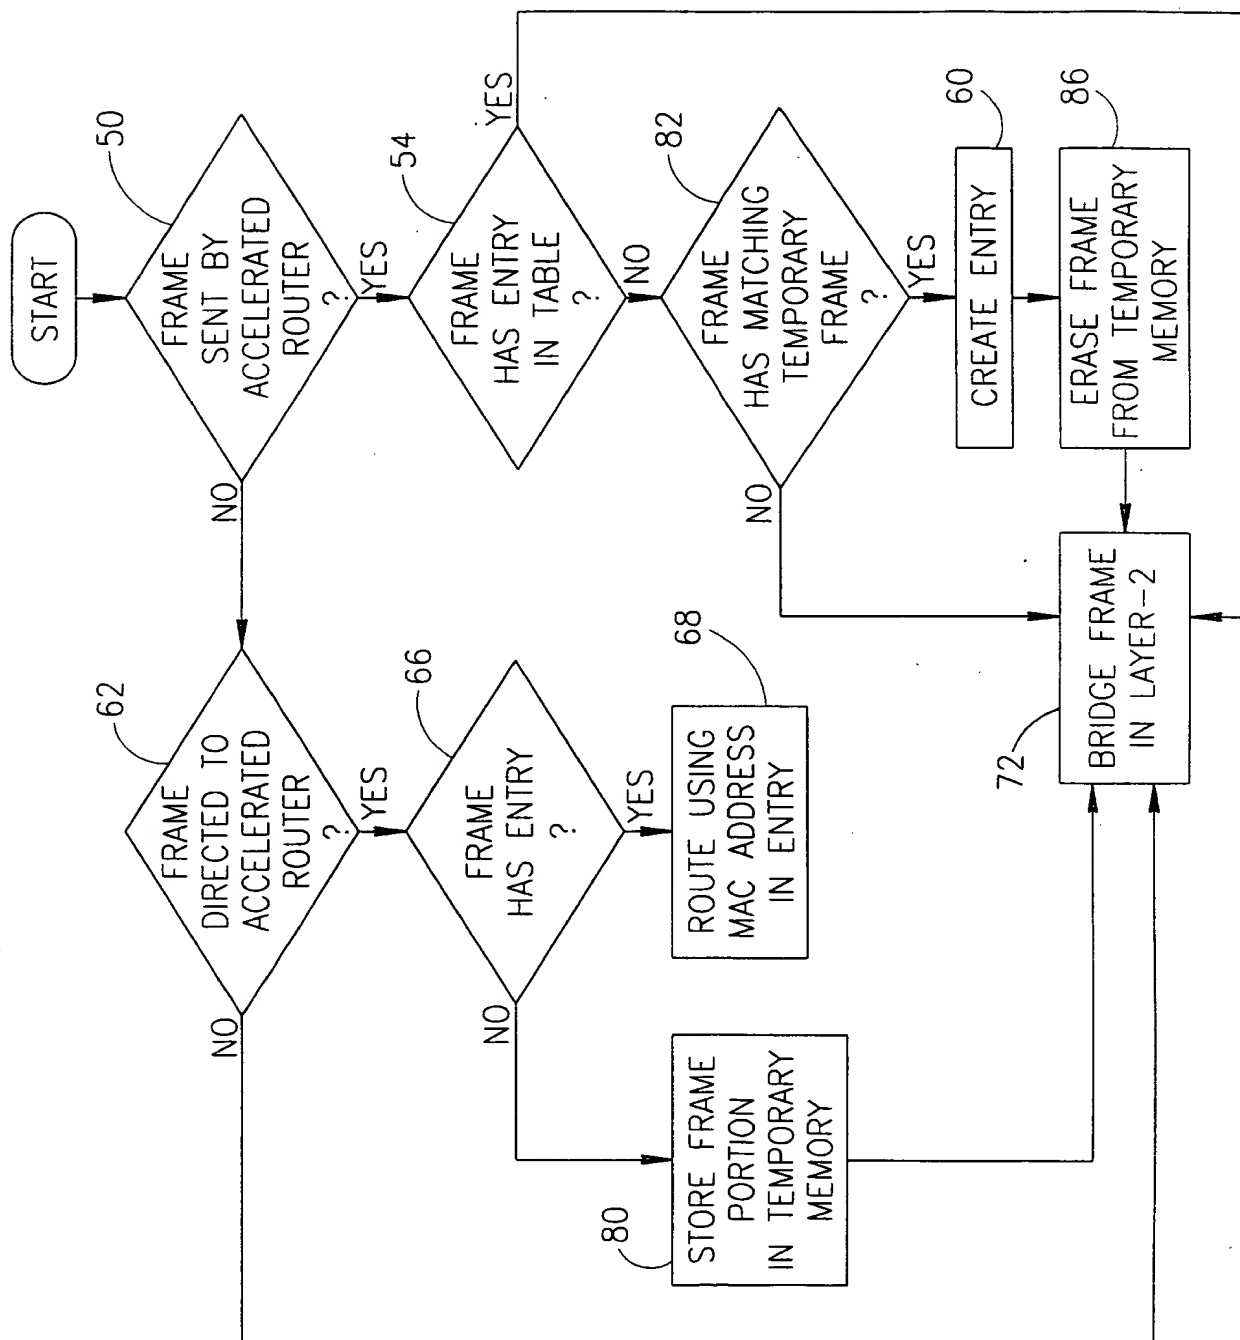 START
50
FRAME
SENT BY
ACCELERATED
ROUTER
?
YES
NO
54
FRAME
HAS ENTRY
IN TABLE
?
YES
NO
82
FRAME
HAS MATCHING
TEMPORARY
FRAME
?
YES
NO
60
CREATE ENTRY
86
ERASE FRAME
FROM TEMPORARY
MEMORY
62
FRAME
DIRECTED TO
ACCELERATED
ROUTER
?
YES
NO
66
FRAME
HAS ENTRY
?
YES
NO
68
ROUTE USING
MAC ADDRESS
IN ENTRY
72
BRIDGE FRAME
IN LAYER-2
80
STORE FRAME
PORTION
IN TEMPORARY
MEMORY